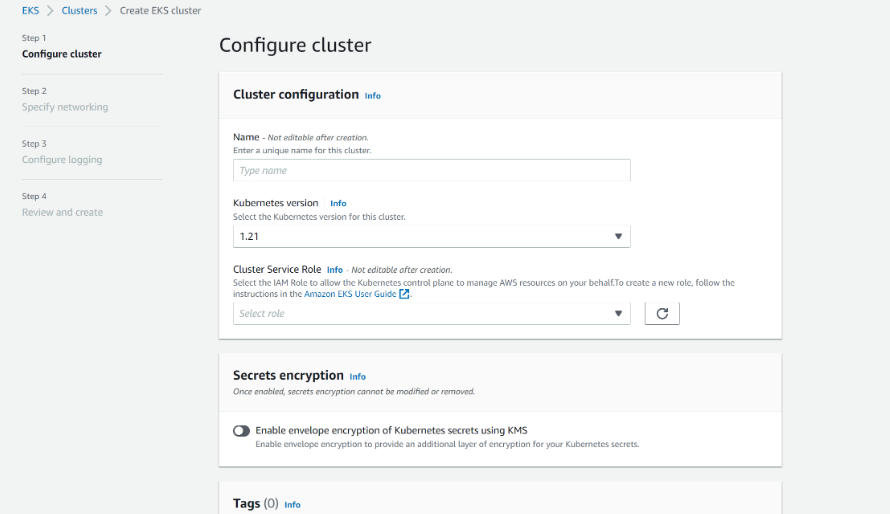 EKS > Clusters > Create EKS cluster
Step 1
Configure cluster
Step 2
Specify networking
Step 3
Configure logging
Step 4
Review and create
Configure cluster
Cluster configuration Info
Name - Not editable after creation.
Enter a unique name for this cluster.
Type name
Kubernetes version Info
Select the Kubernetes version for this cluster.
1.21
Cluster Service Role Info - Not editable after creation.
Select the IAM Role to allow the Kubernetes control plane to manage AWS resources on your behalf.To create a new role, follow the
instructions in the Amazon EKS User Guide.
Select role
Secrets encryption Info
Once enabled, secrets encryption cannot be modified or removed.
Enable envelope encryption of Kubernetes secrets using KMS
Enable envelope encryption to provide an additional layer of encryption for your Kubernetes secrets.
Tags (0) Info